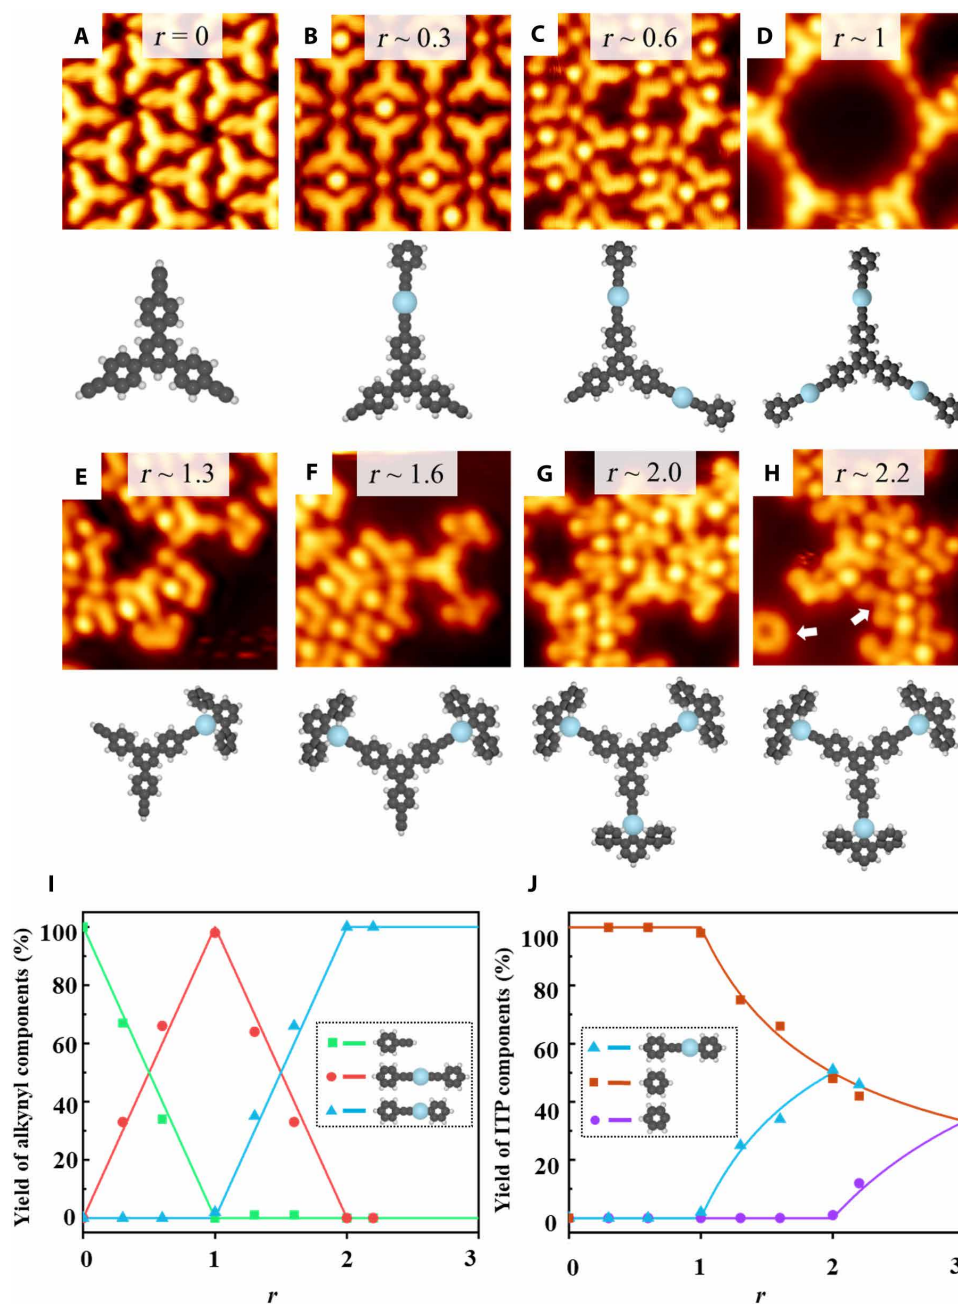 A r = 0
B r ~ 0.3
C r ~ 0.6
D r ~ 1
E r ~ 1.3
F r ~ 1.6
G r ~ 2.0
H r ~ 2.2
I
Yield of alkynyl components (%)
100
80
60
40
20
0
0 1 2 3
r
J
Yield of ITP components (%)
100
80
60
40
20
0
0 1 2 3
r